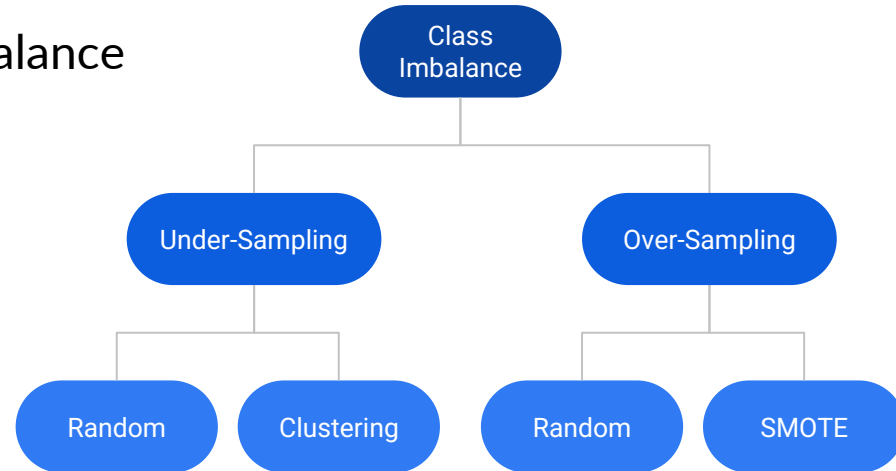 alance
Class
Imbalance
Under-Sampling
Over-Sampling
Random
Clustering
Random
SMOTE